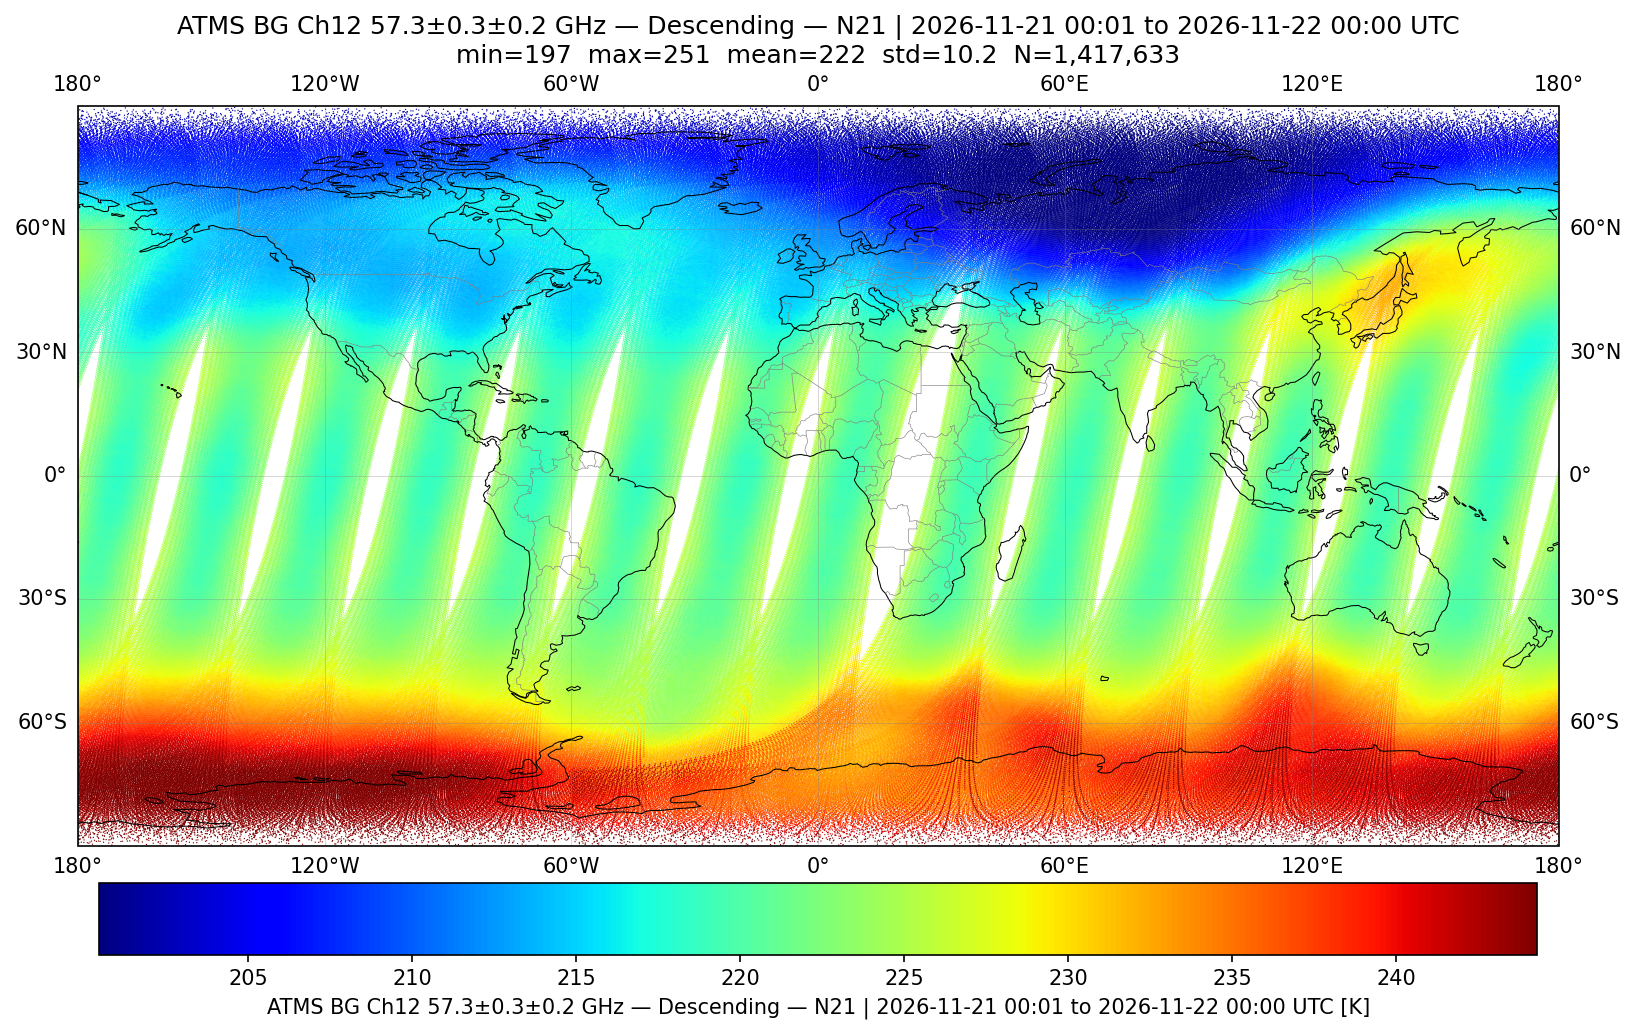 ATMS BG Ch12 57.3±0.3±0.2 GHz — Descending — N21 | 2026-11-21 00:01 to 2026-11-22 00:00 UTC
min=197 max=251 mean=222 std=10.2 N=1,417,633
180° 120°W 60°W 0° 60°E 120°E 180°
60°N 60°N
30°N 30°N
0° 0°
30°S 30°S
60°S 60°S
180° 120°W 60°W 0° 60°E 120°E 180°
205 210 215 220 225 230 235 240
ATMS BG Ch12 57.3±0.3±0.2 GHz — Descending — N21 | 2026-11-21 00:01 to 2026-11-22 00:00 UTC [K]